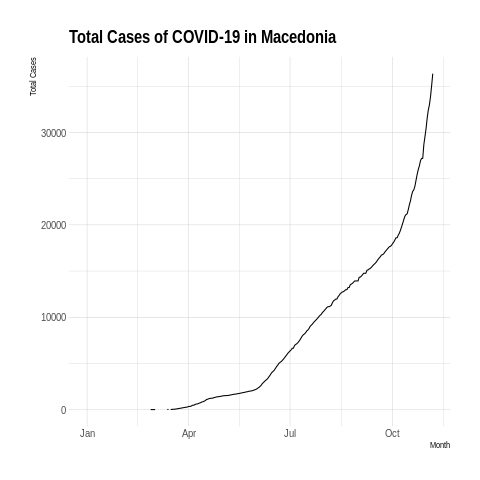 Total Cases of COVID-19 in Macedonia
Total Cases
30000
20000
10000
0
Jan Apr Jul Oct
Month